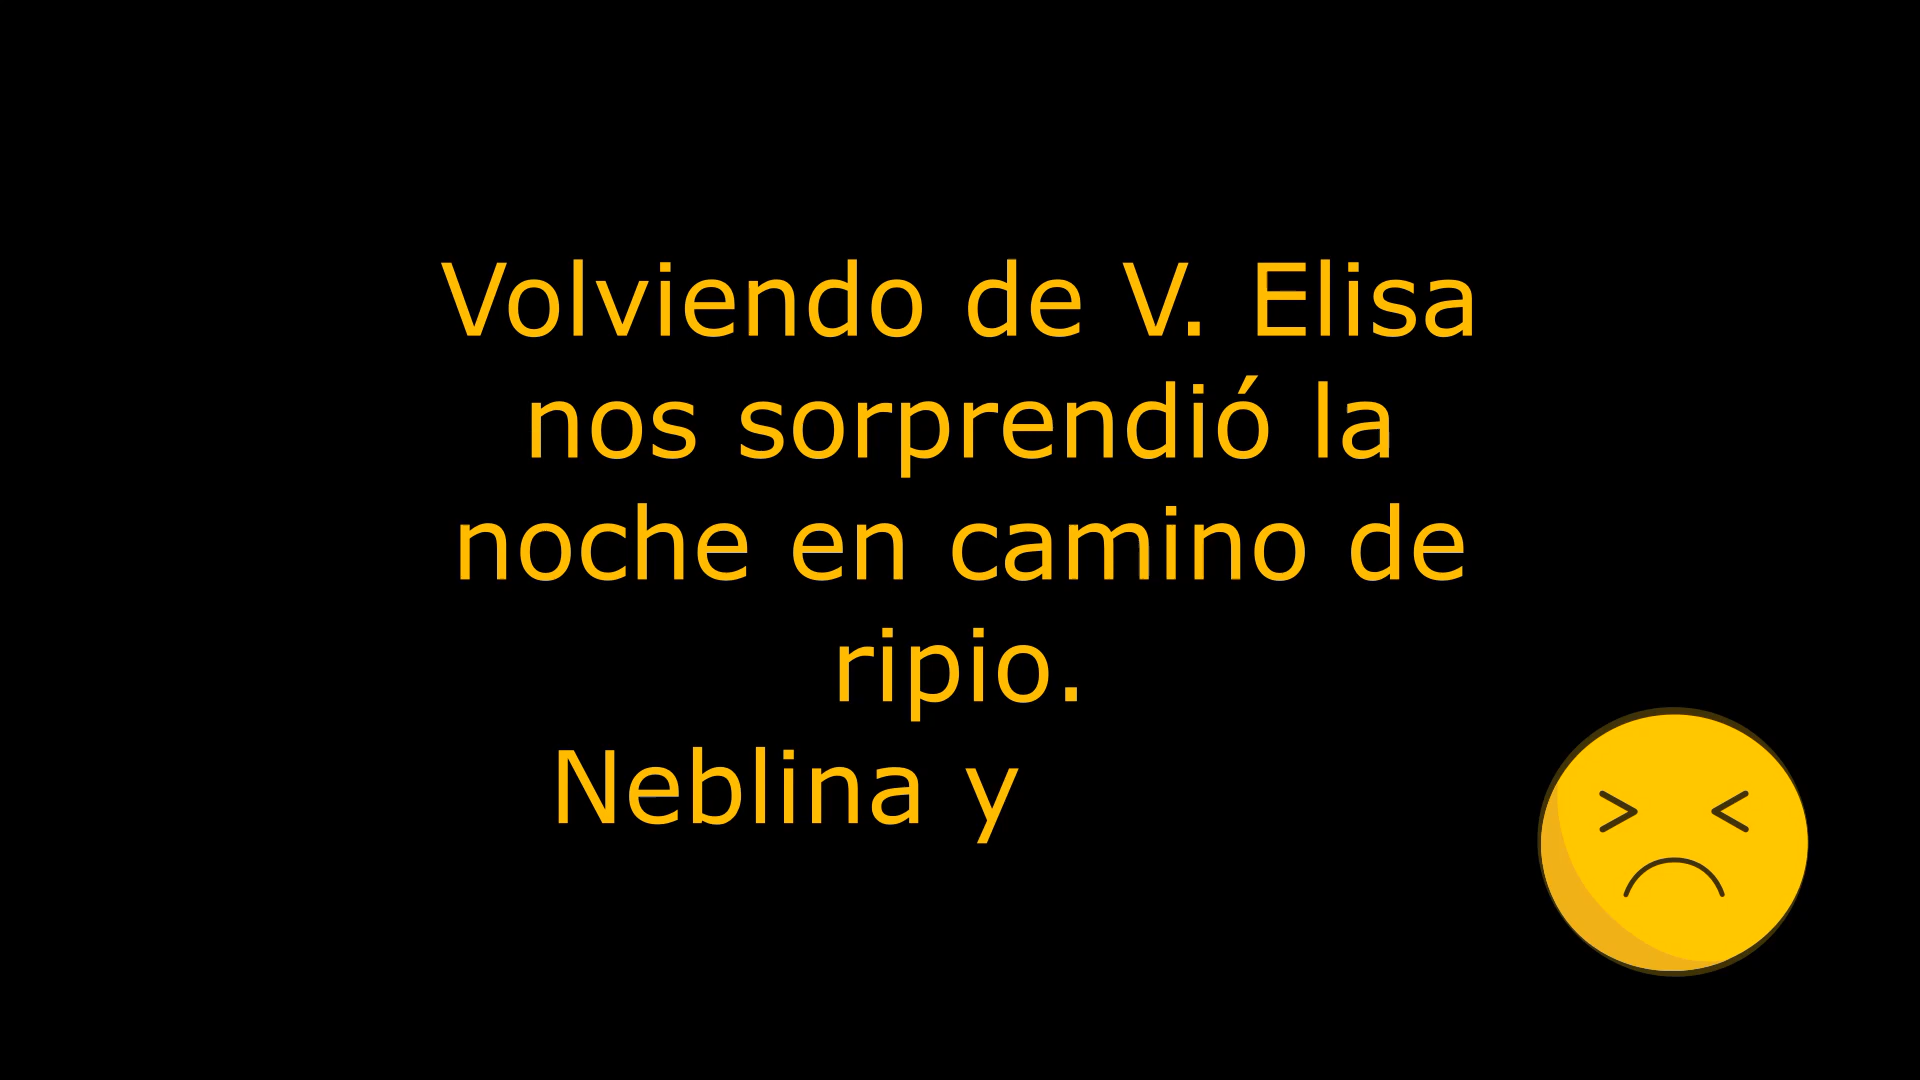 Volviendo de V. Elisa
nos sorprendió la
noche en camino de
ripio.
Neblina y